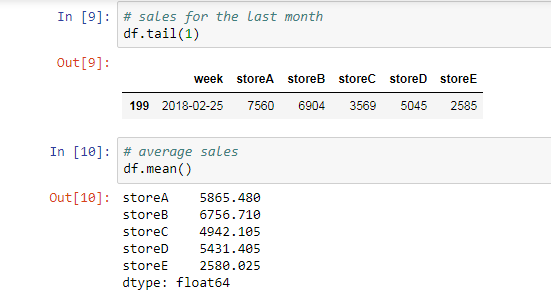 In [9]: # sales for the last month
df.tail(1)
Out[9]:
week storeA storeB storeC storeD storeE
199 2018-02-25 7560 6904 3569 5045 2585
In [10]: # average sales
df.mean()
Out[10]: storeA 5865.480
storeB 6756.710
storeC 4942.105
storeD 5431.405
storeE 2580.025
dtype: float64